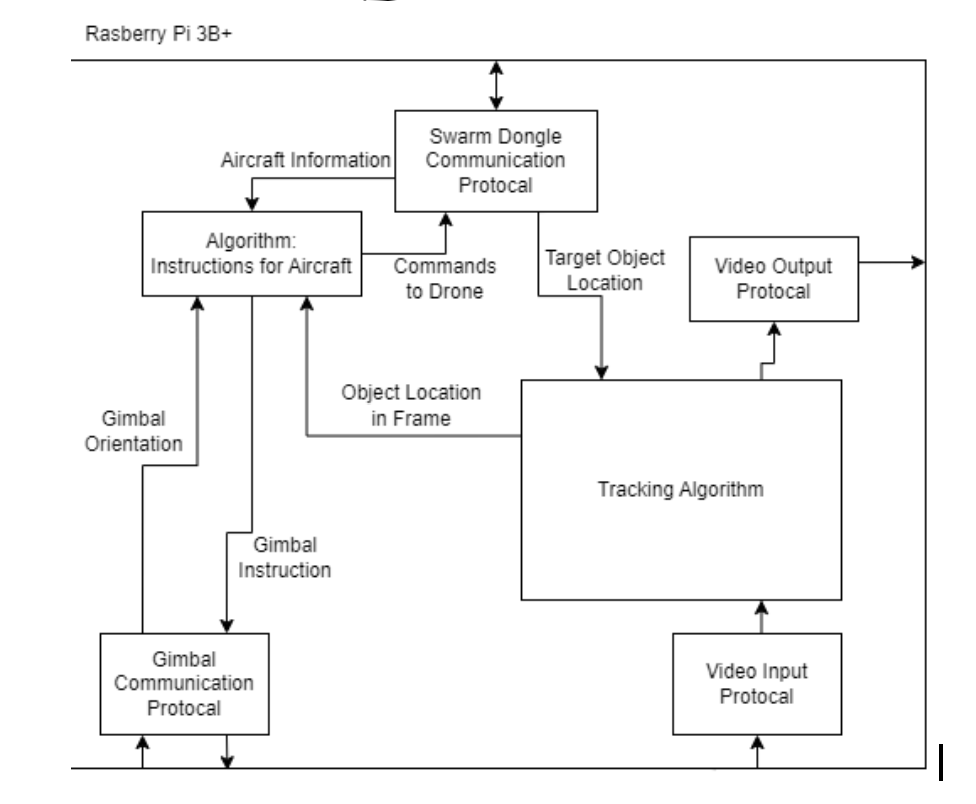 Rasberry Pi 3B+
Swarm Dongle
Communication
Protocal
Aircraft Information
Algorithm:
Instructions for Aircraft
Commands
to Drone
Target Object
Location
Video Output
Protocal
Object Location
in Frame
Gimbal
Orientation
Tracking Algorithm
Gimbal
Instruction
Gimbal
Communication
Protocal
Video Input
Protocal